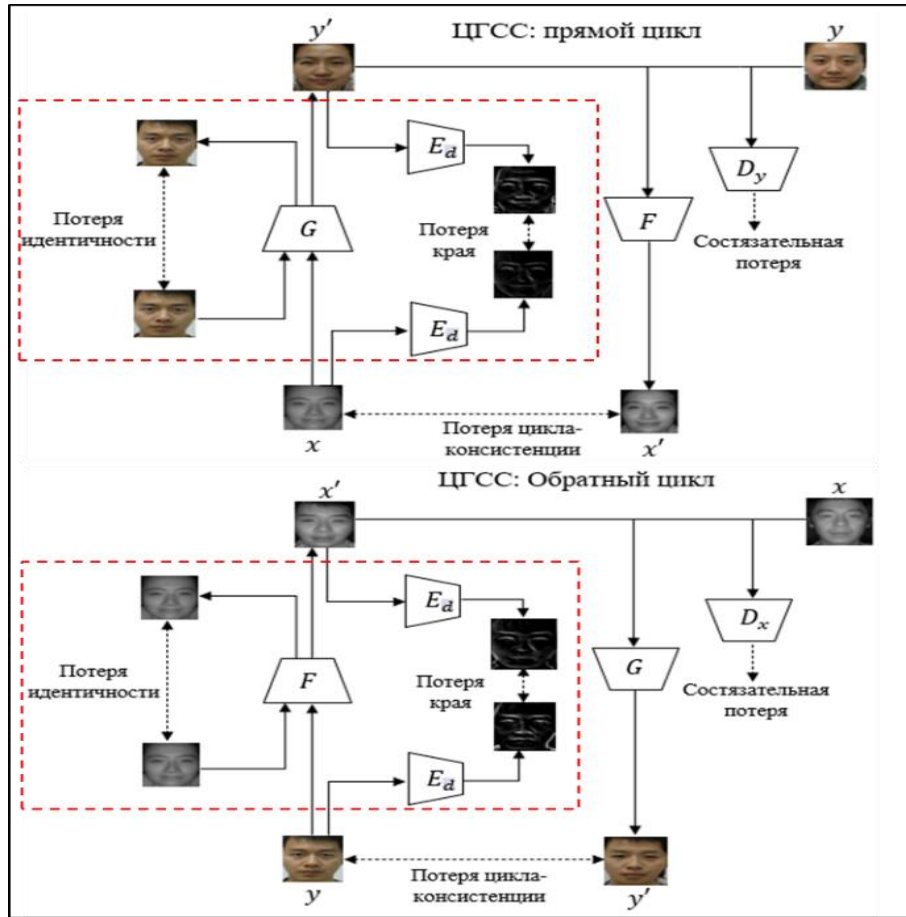 y′
ЦГСС: прямой цикл
y
E_d
D_y
Потеря
идентичности
G
Потеря
края
F
Состязательная
потеря
E_d
x
Потеря цикла-
консистенции
x′
x′
ЦГСС: Обратный цикл
x
E_d
D_x
Потеря
идентичности
F
Потеря
края
G
Состязательная
потеря
E_d
y
Потеря цикла-
консистенции
y′